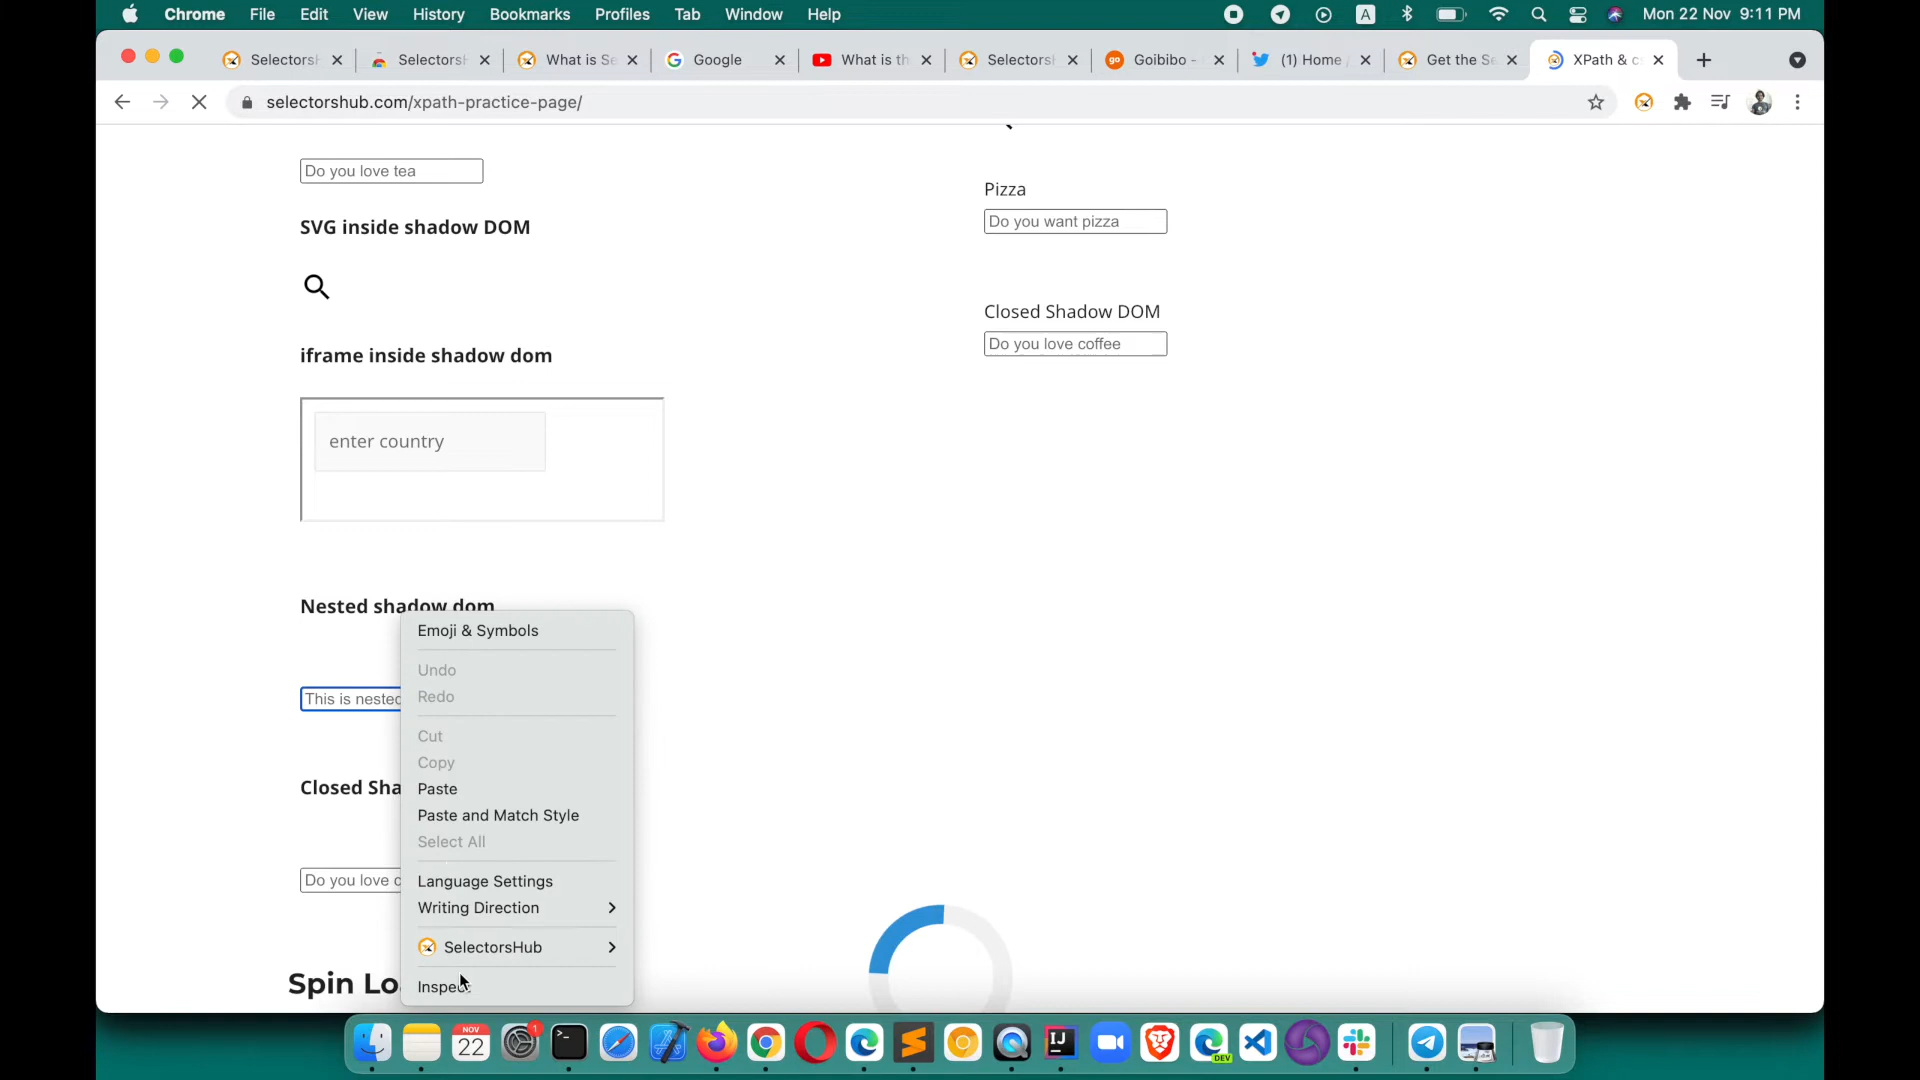 Chrome File Edit View History Bookmarks Profiles Tab Window Help A Mon 22 Nov 9:11 PM
Selectors Selectors What is Se Google What is th Selectors go Goibibo - (1) Home / Get the Se XPath & c
selectorshub.com/xpath-practice-page/
Do you love tea
Pizza
SVG inside shadow DOM
Do you want pizza
Closed Shadow DOM
Do you love coffee
iframe inside shadow dom
enter country
Nested shadow dom
Emoji & Symbols
Undo
This is nested
Redo
Cut
Copy
Closed Sha
Paste
Paste and Match Style
Select All
Do you love c
Language Settings
Writing Direction
SelectorsHub
Spin Lo
Inspect
NOV
22
1
IJ
DEV